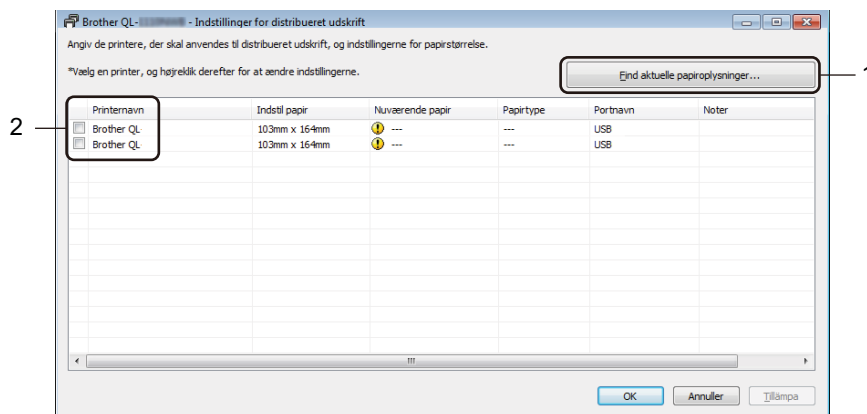 Brother QL- - Indstillinger for distribueret udskrift
Angiv de printere, der skal anvendes til distribueret udskrift, og indstillingerne for papirstørrelse.
*Vælg en printer, og højreklik derefter for at ændre indstillingerne.
Find aktuelle papiroplysninger...
1
2
Printernavn Indstil papir Nuværende papir Papirtype Portnavn Noter
Brother QL 103mm x 164mm --- --- USB
Brother QL 103mm x 164mm --- --- USB
OK Annuller Tillämpa